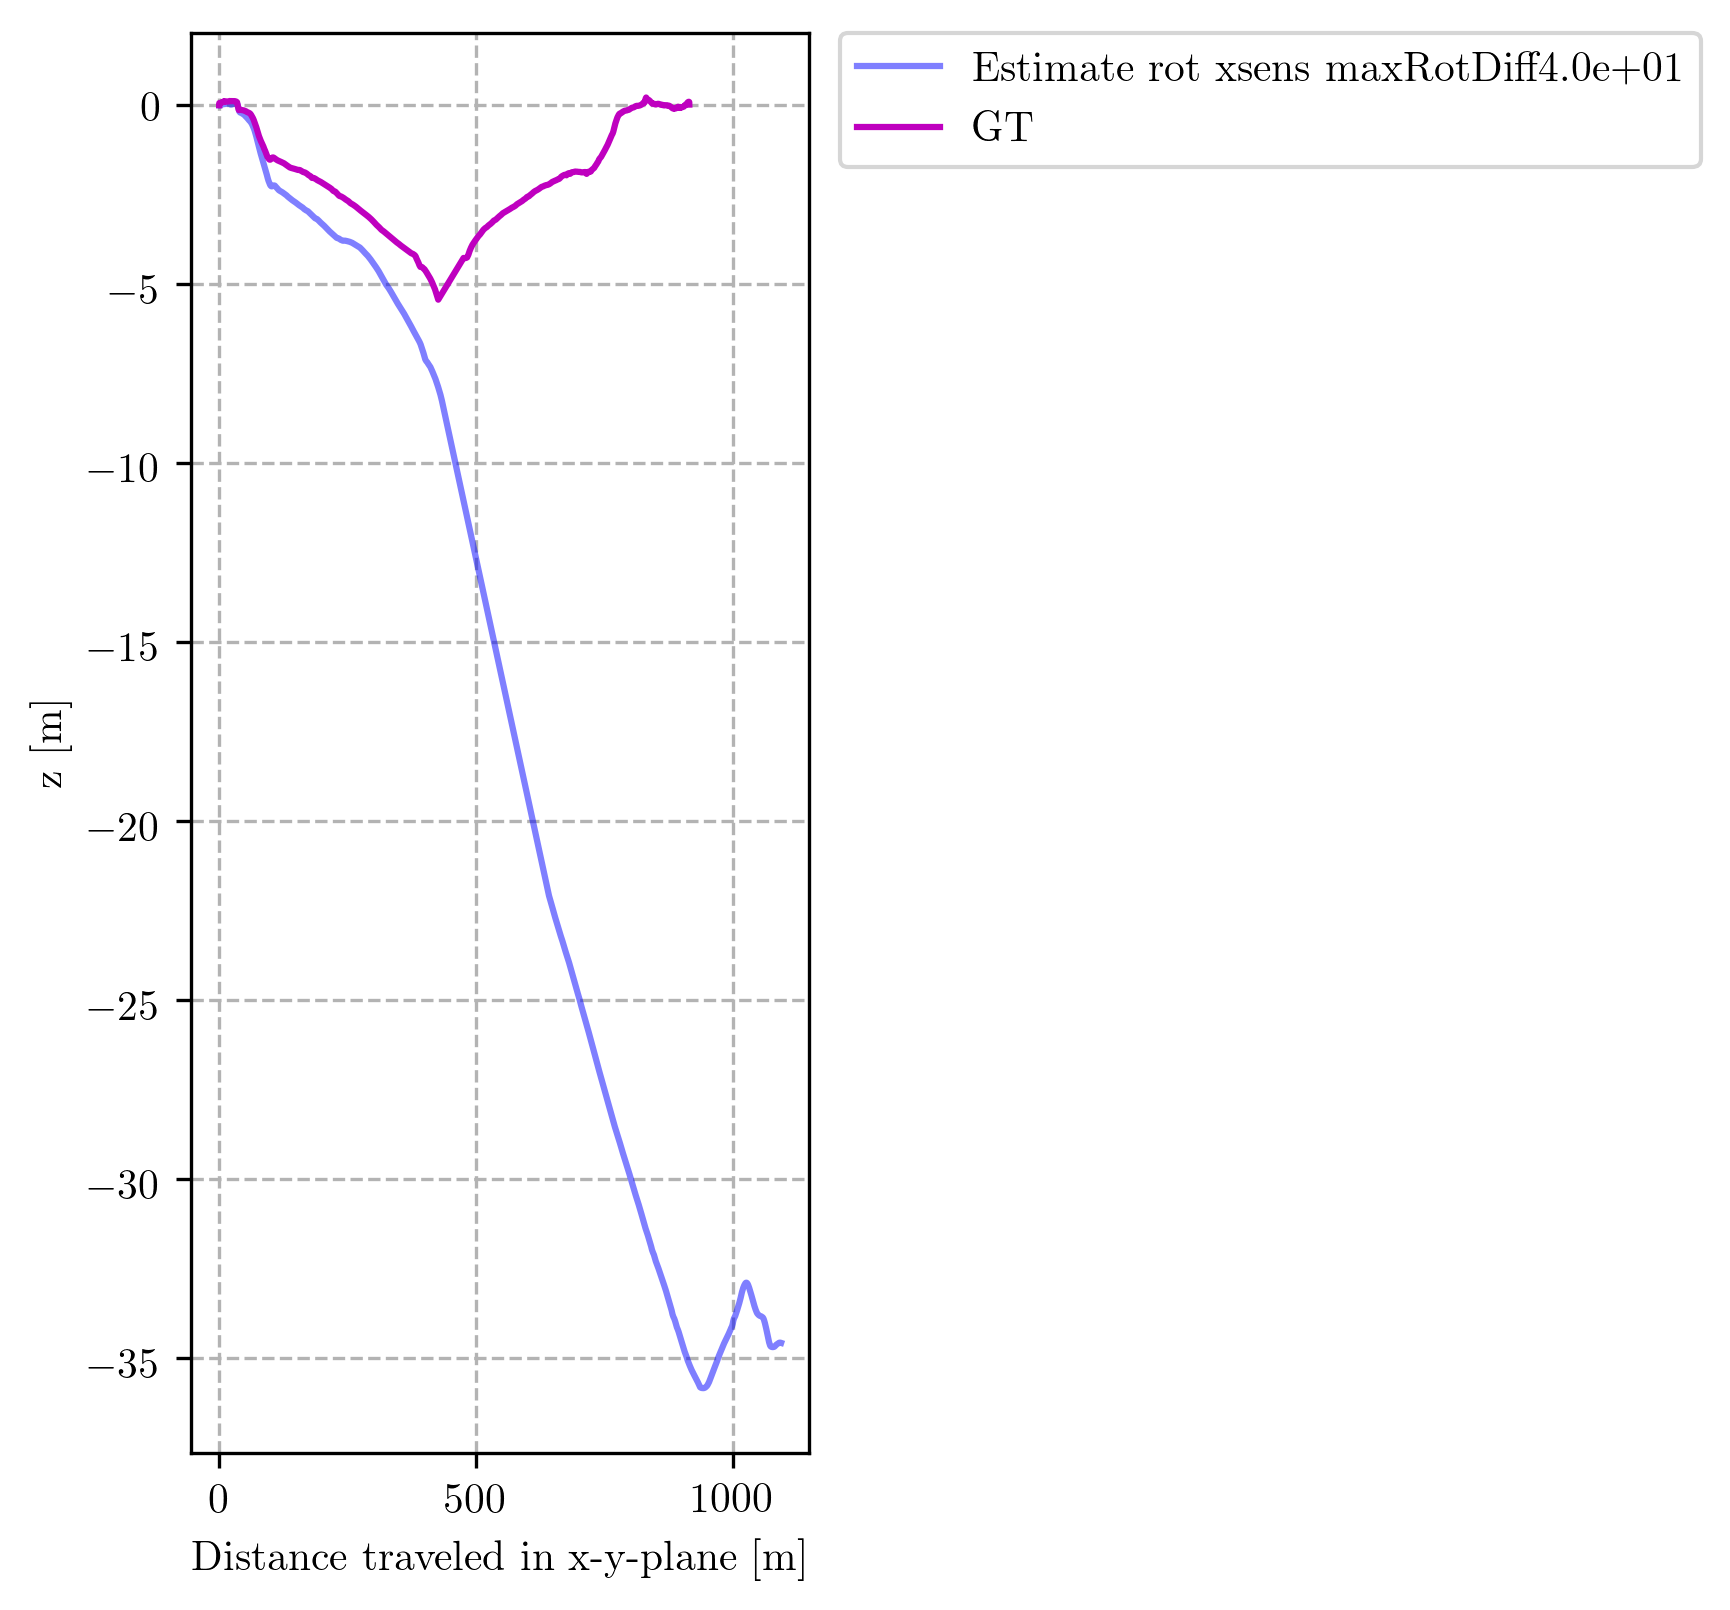 Estimate rot xsens maxRotDiff4.0e+01
GT
0
−5
−10
−15
−20
−25
−30
−35
z [m]
0 500 1000
Distance traveled in x-y-plane [m]